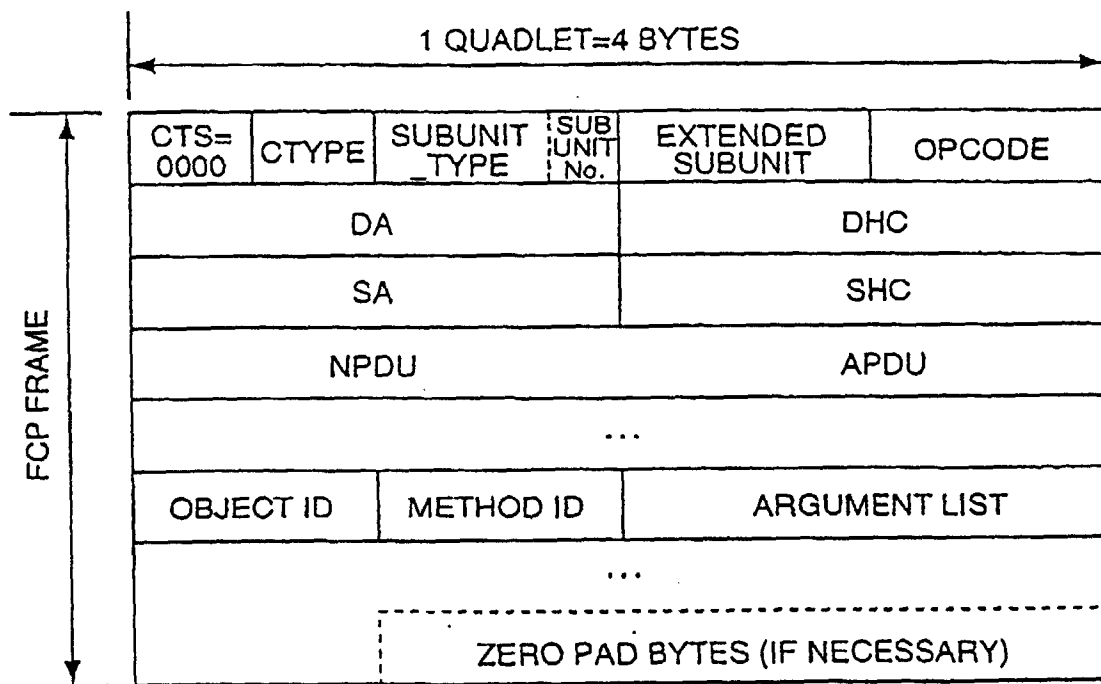 1 QUADLET=4 BYTES
CTS=
0000
CTYPE
SUBUNIT
_TYPE
SUB
UNIT
No.
EXTENDED
SUBUNIT
OPCODE
DA
DHC
SA
SHC
NPDU
APDU
...
OBJECT ID
METHOD ID
ARGUMENT LIST
...
ZERO PAD BYTES (IF NECESSARY)
FCP FRAME